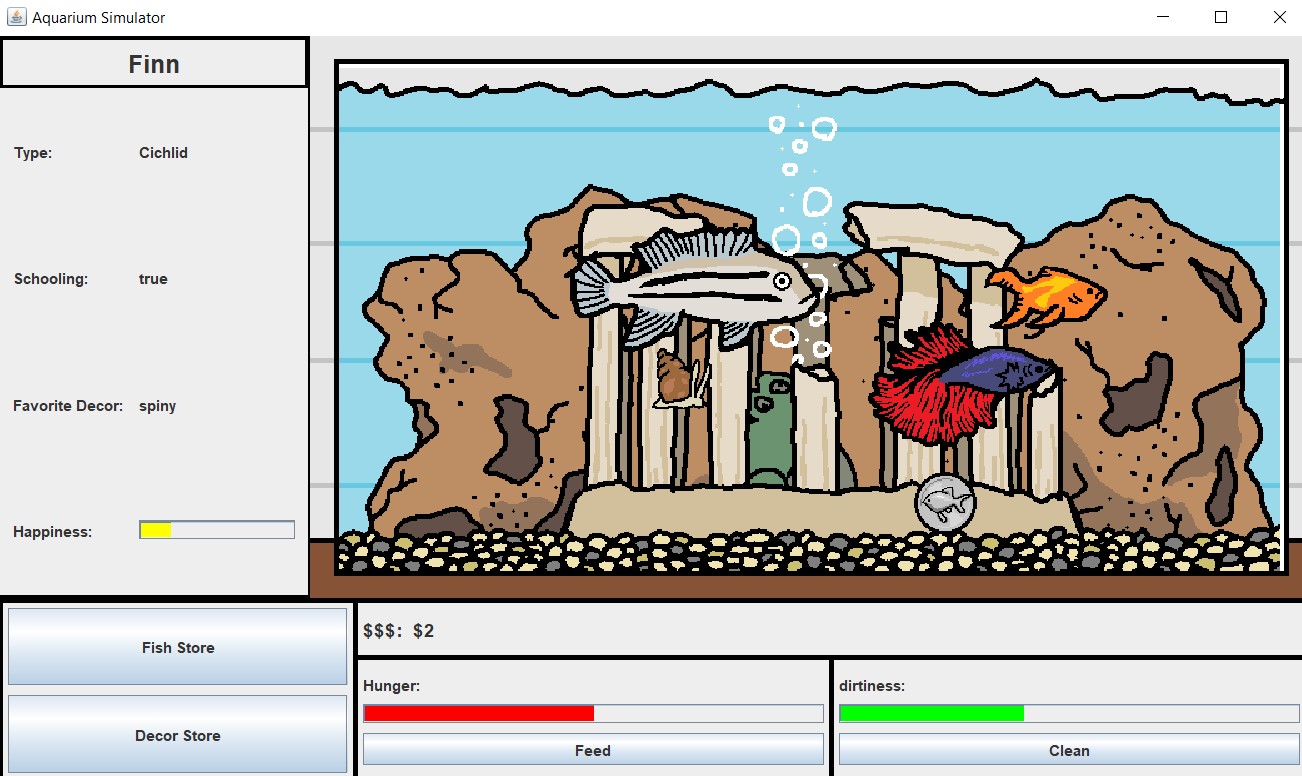 Aquarium Simulator
Finn
Type: Cichlid
Schooling: true
Favorite Decor: spiny
Happiness:
Fish Store
Decor Store
$$$: $2
Hunger:
Feed
dirtiness:
Clean